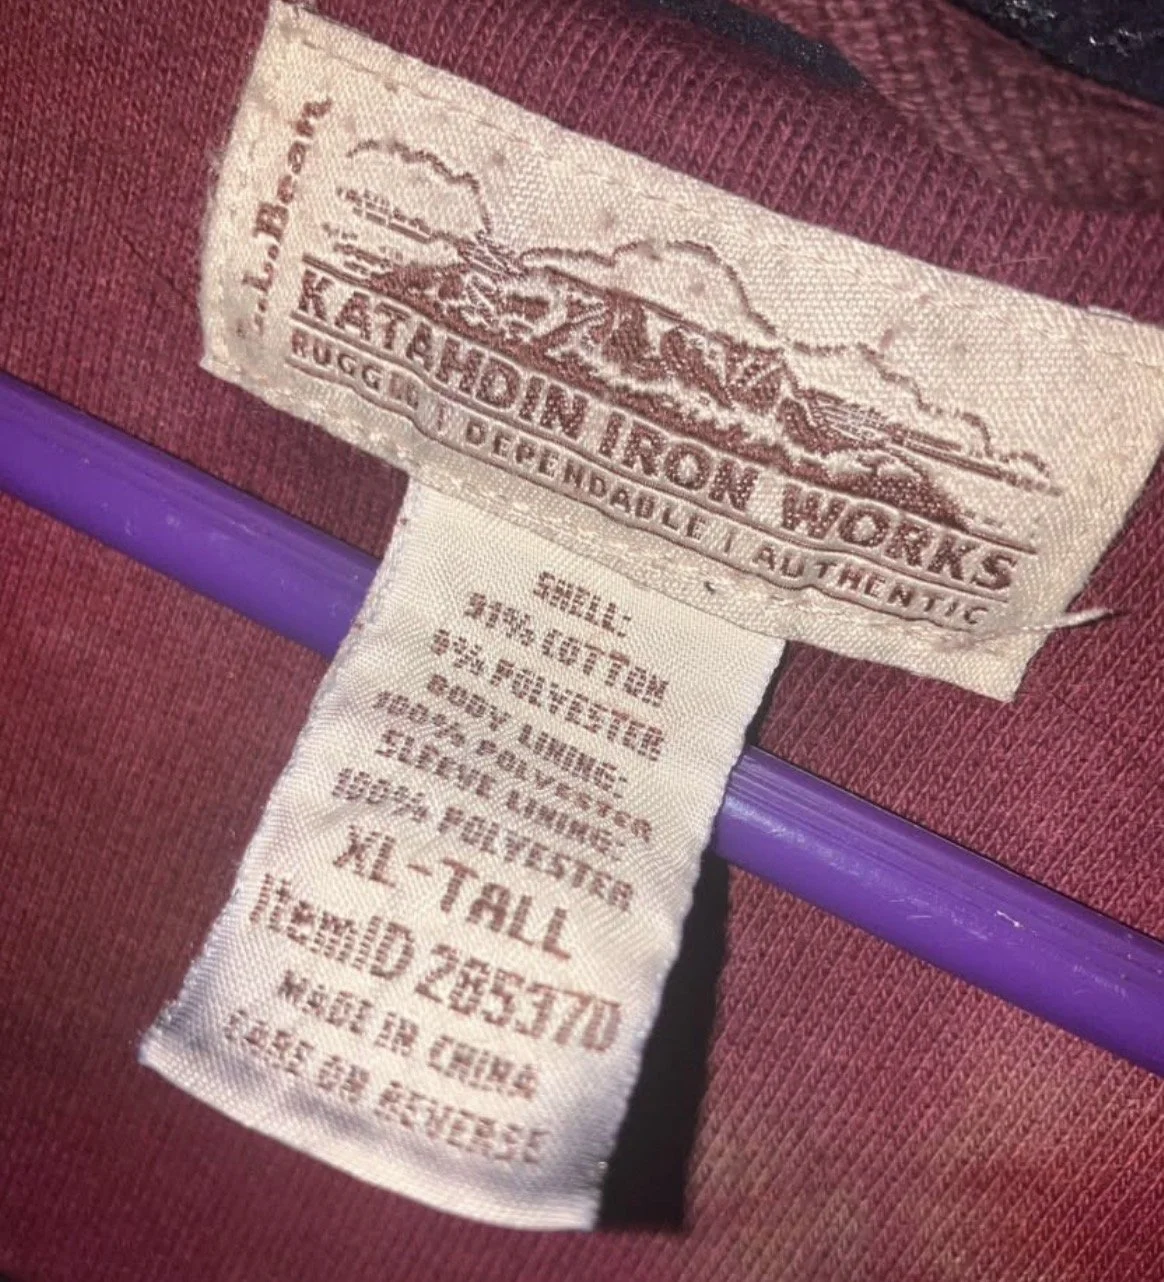 L.L.Bean
KATAHDIN IRON WORKS
RUGGED | DEPENDABLE | AUTHENTIC
SHELL:
91% COTTON
9% POLYESTER
BODY LINING:
100% POLYESTER
SLEEVE LINING:
100% POLYESTER
XL-TALL
ItemID 285370
MADE IN CHINA
CARE ON REVERSE